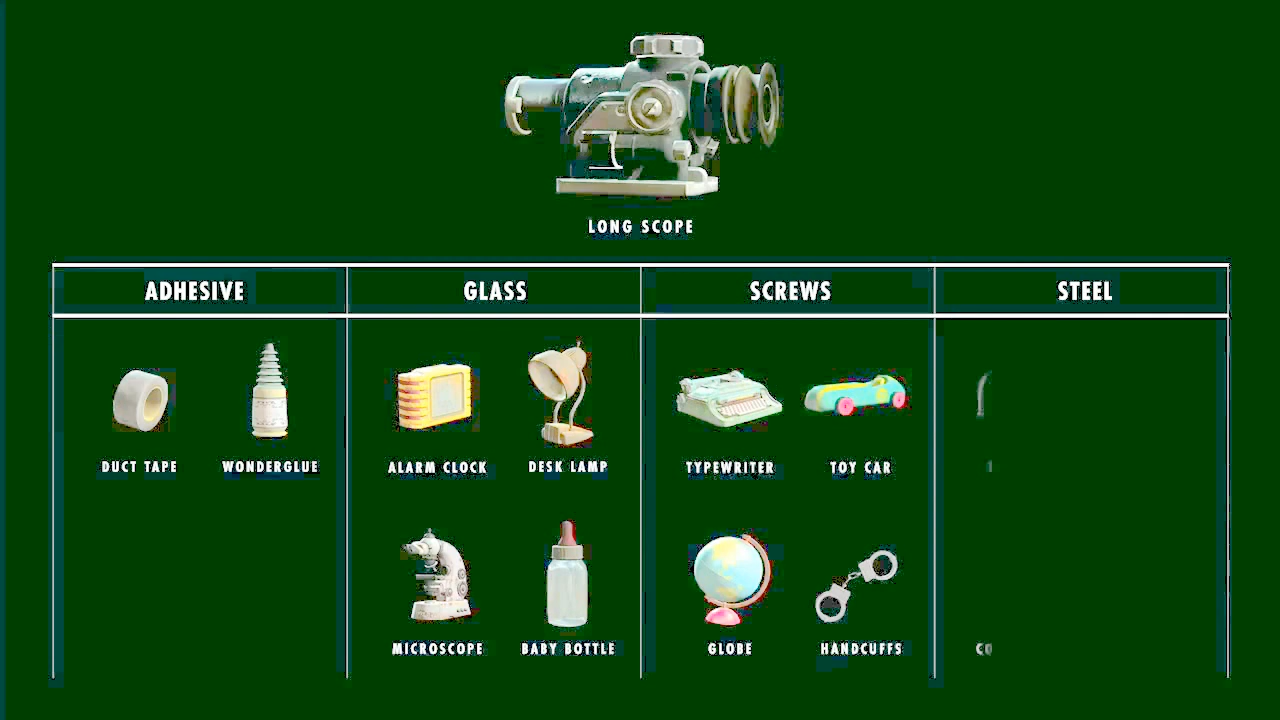 LONG SCOPE
ADHESIVE GLASS SCREWS STEEL
DUCT TAPE WONDERGLUE ALARM CLOCK DESK LAMP TYPEWRITER TOY CAR
MICROSCOPE BABY BOTTLE GLOBE HANDCUFFS